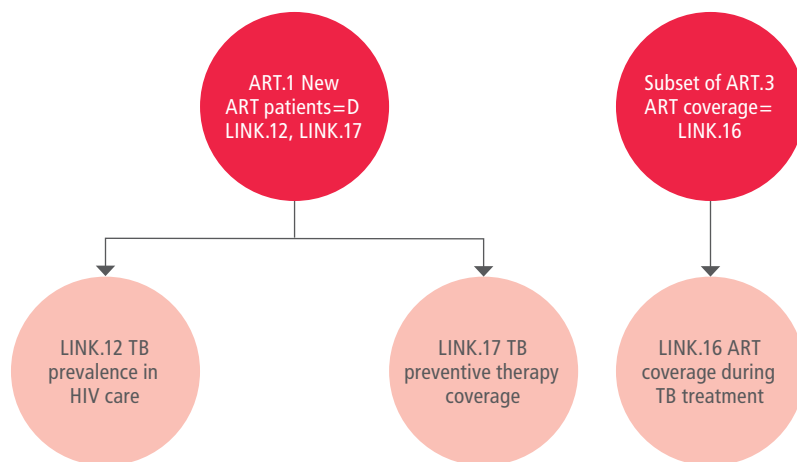 ART.1 New
ART patients=D
LINK.12, LINK.17
Subset of ART.3
ART coverage=
LINK.16
LINK.12 TB
prevalence in
HIV care
LINK.17 TB
preventive therapy
coverage
LINK.16 ART
coverage during
TB treatment